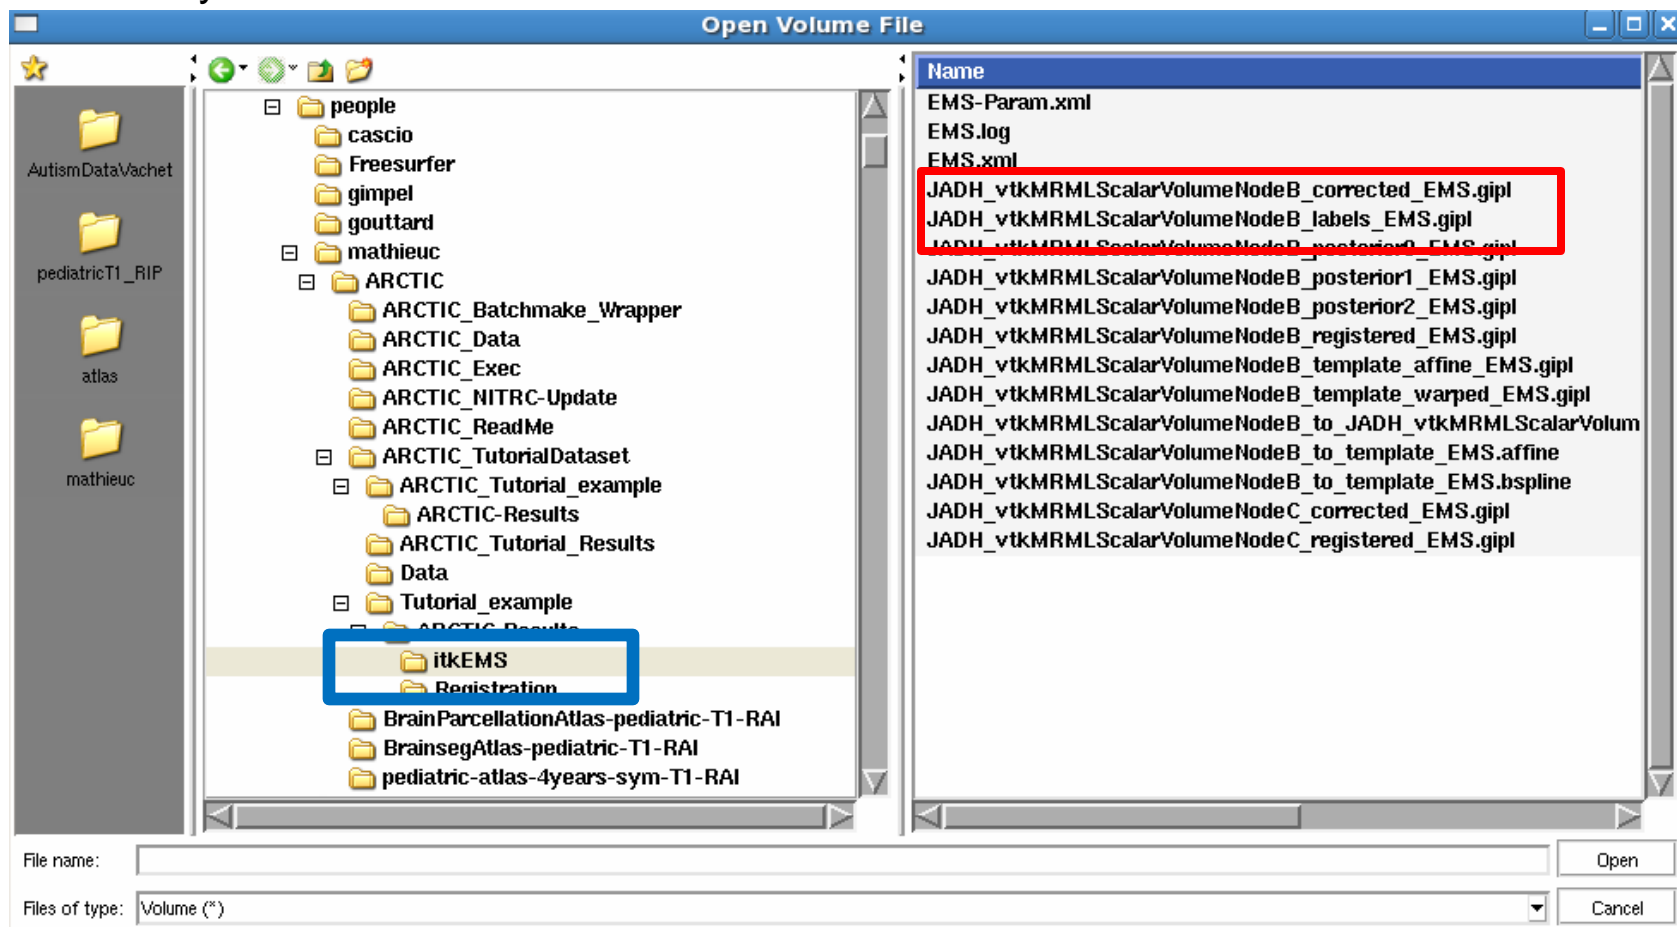 Open Volume File
AutismDataVachet
pediatricT1_RIP
atlas
mathieuc
people
cascio
Freesurfer
gimpel
gouttard
mathieuc
ARCTIC
ARCTIC_Batchmake_Wrapper
ARCTIC_Data
ARCTIC_Exec
ARCTIC_NITRC-Update
ARCTIC_ReadMe
ARCTIC_TutorialDataset
ARCTIC_Tutorial_example
ARCTIC-Results
ARCTIC_Tutorial_Results
Data
Tutorial_example
ARCTIC-Results
itkEMS
Registration
BrainParcellationAtlas-pediatric-T1-RAI
BrainsegAtlas-pediatric-T1-RAI
pediatric-atlas-4years-sym-T1-RAI
Name
EMS-Param.xml
EMS.log
EMS.xml
JADH_vtkMRMLScalarVolumeNodeB_corrected_EMS.gipl
JADH_vtkMRMLScalarVolumeNodeB_labels_EMS.gipl
JADH_vtkMRMLScalarVolumeNodeB_posterior0_EMS.gipl
JADH_vtkMRMLScalarVolumeNodeB_posterior1_EMS.gipl
JADH_vtkMRMLScalarVolumeNodeB_posterior2_EMS.gipl
JADH_vtkMRMLScalarVolumeNodeB_registered_EMS.gipl
JADH_vtkMRMLScalarVolumeNodeB_template_affine_EMS.gipl
JADH_vtkMRMLScalarVolumeNodeB_template_warped_EMS.gipl
JADH_vtkMRMLScalarVolumeNodeB_to_JADH_vtkMRMLScalarVolum
JADH_vtkMRMLScalarVolumeNodeB_to_template_EMS.affine
JADH_vtkMRMLScalarVolumeNodeB_to_template_EMS.bspline
JADH_vtkMRMLScalarVolumeNodeC_corrected_EMS.gipl
JADH_vtkMRMLScalarVolumeNodeC_registered_EMS.gipl
File name:
Open
Files of type: Volume (*)
Cancel